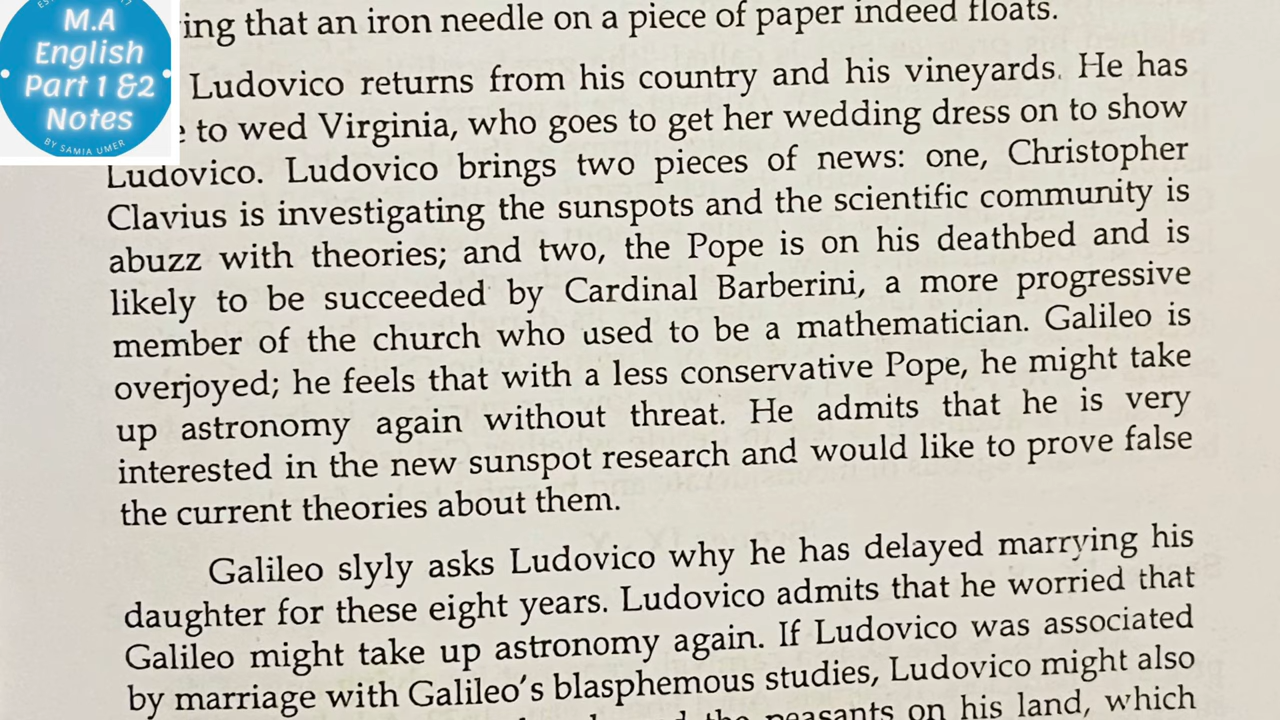 M.A
English
Part 1 &2
Notes
BY SAMIA UMER
ing that an iron needle on a piece of paper indeed floats.
Ludovico returns from his country and his vineyards. He has
to wed Virginia, who goes to get her wedding dress on to show
Ludovico. Ludovico brings two pieces of news: one, Christopher
Clavius is investigating the sunspots and the scientific community is
abuzz with theories; and two, the Pope is on his deathbed and is
likely to be succeeded by Cardinal Barberini, a more progressive
member of the church who used to be a mathematician. Galileo is
overjoyed; he feels that with a less conservative Pope, he might take
up astronomy again without threat. He admits that he is very
interested in the new sunspot research and would like to prove false
the current theories about them.
Galileo slyly asks Ludovico why he has delayed marrying his
daughter for these eight years. Ludovico admits that he worried that
Galileo might take up astronomy again. If Ludovico was associated
by marriage with Galileo's blasphemous studies, Ludovico might also
the peasants on his land, which